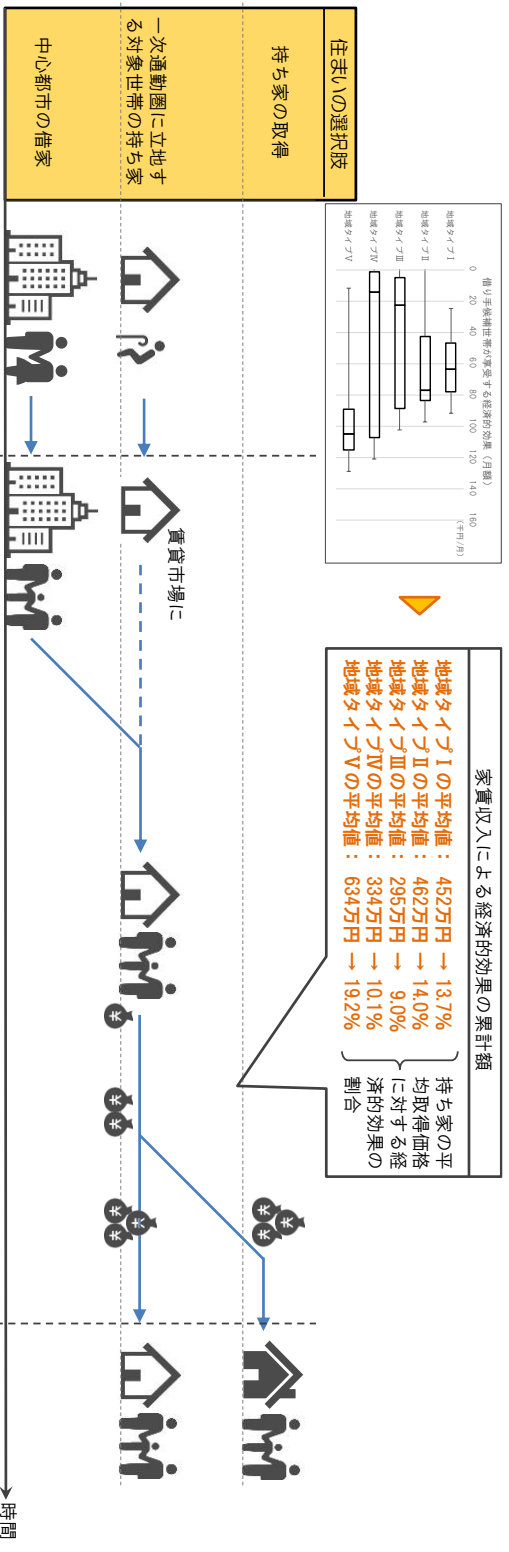 住まいの選択肢
持ち家の取得
一次通勤圏に立地す
る対象世帯の持ち家
中心都市の借家
借り手候補世帯が享受する経済的効果（月額）
0 20 40 60 80 100 120 140 160
（千円/月）
地域タイプⅠ
地域タイプⅡ
地域タイプⅢ
地域タイプⅣ
地域タイプⅤ
家賃収入による経済的効果の累計額
地域タイプⅠの平均値： 452万円 → 13.7%
地域タイプⅡの平均値： 462万円 → 14.0%
地域タイプⅢの平均値： 295万円 → 9.0%
地域タイプⅣの平均値： 334万円 → 10.1%
地域タイプⅤの平均値： 634万円 → 19.2%
持ち家の平
均取得価格
に対する経
済的効果の
割合
賃貸市場に
時間